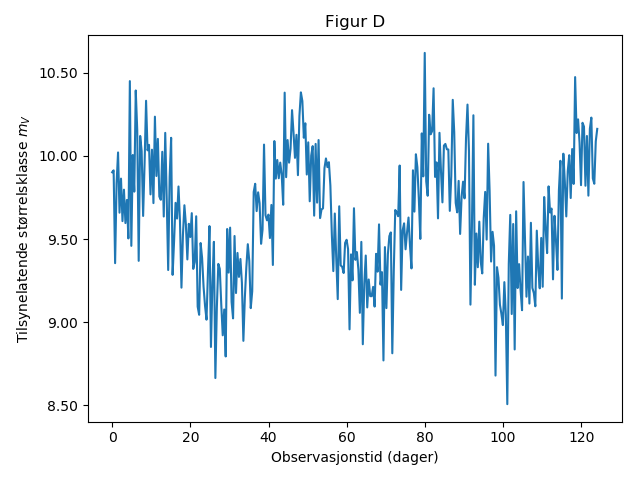 Figur D
Tilsynelatende størrelsklasse m_V
10.50
10.00
9.50
9.00
8.50
0 20 40 60 80 100 120
Observasjonstid (dager)